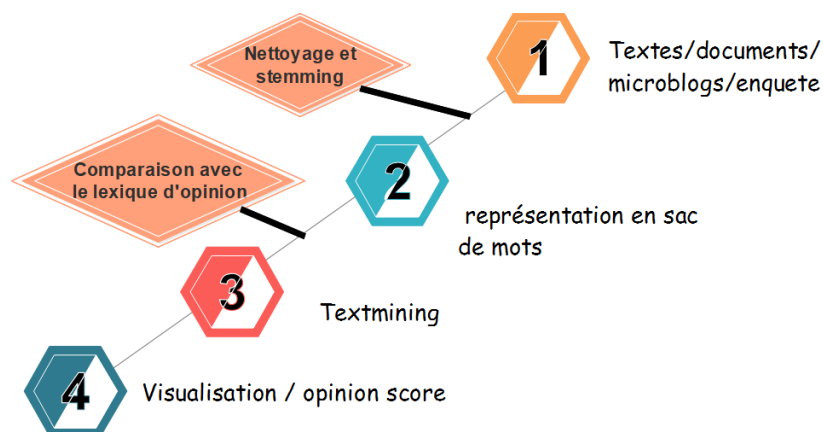 Nettoyage et
stemming
1
Textes/documents/
microblogs/enquete
Comparaison avec
le lexique d'opinion
2
représentation en sac
de mots
3
Textmining
4
Visualisation / opinion score